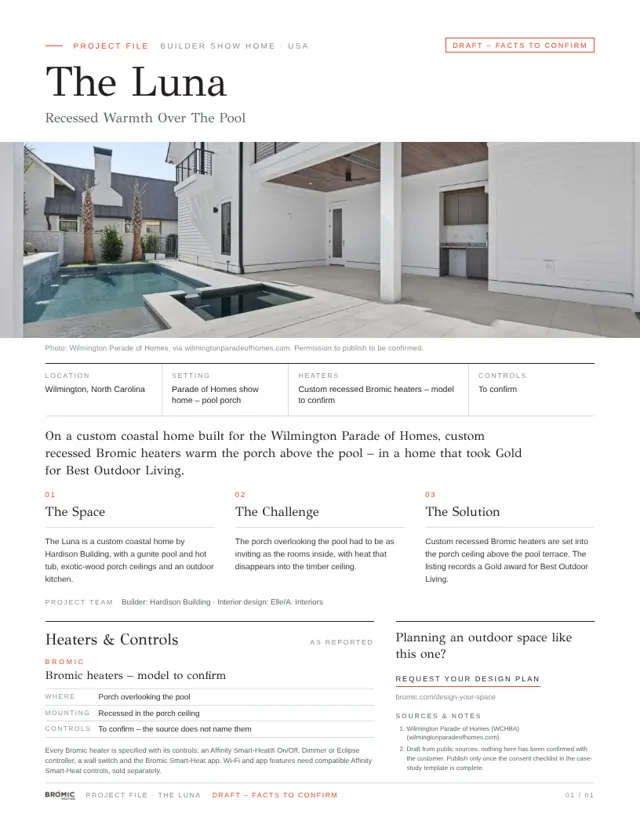 PROJECT FILE BUILDER SHOW HOME · USA
DRAFT – FACTS TO CONFIRM
The Luna
Recessed Warmth Over The Pool
Photo: Wilmington Parade of Homes, via wilmingtonparadeofhomes.com. Permission to publish to be confirmed.
LOCATION
Wilmington, North Carolina
SETTING
Parade of Homes show
home – pool porch
HEATERS
Custom recessed Bromic heaters – model
to confirm
CONTROLS
To confirm
On a custom coastal home built for the Wilmington Parade of Homes, custom
recessed Bromic heaters warm the porch above the pool – in a home that took Gold
for Best Outdoor Living.
01
The Space
The Luna is a custom coastal home by
Hardison Building, with a gunite pool and hot
tub, exotic-wood porch ceilings and an outdoor
kitchen.
02
The Challenge
The porch overlooking the pool had to be as
inviting as the rooms inside, with heat that
disappears into the timber ceiling.
03
The Solution
Custom recessed Bromic heaters are set into
the porch ceiling above the pool terrace. The
listing records a Gold award for Best Outdoor
Living.
PROJECT TEAM Builder: Hardison Building · Interior design: Elle/A. Interiors
Heaters & Controls
AS REPORTED
BROMIC
Bromic heaters – model to confirm
WHERE Porch overlooking the pool
MOUNTING Recessed in the porch ceiling
CONTROLS To confirm – the source does not name them
Every Bromic heater is specified with its controls: an Affinity Smart-Heat® On/Off, Dimmer or Eclipse
controller, a wall switch and the Bromic Smart-Heat app. Wi-Fi and app features need compatible Affinity
Smart-Heat controls, sold separately.
Planning an outdoor space like
this one?
REQUEST YOUR DESIGN PLAN
bromic.com/design-your-space
SOURCES & NOTES
1. Wilmington Parade of Homes (WCHBA)
(wilmingtonparadeofhomes.com).
2. Draft from public sources: nothing here has been confirmed with
the customer. Publish only once the consent checklist in the case-
study template is complete.
BROMIC HEATING PROJECT FILE · THE LUNA DRAFT – FACTS TO CONFIRM
01 / 01